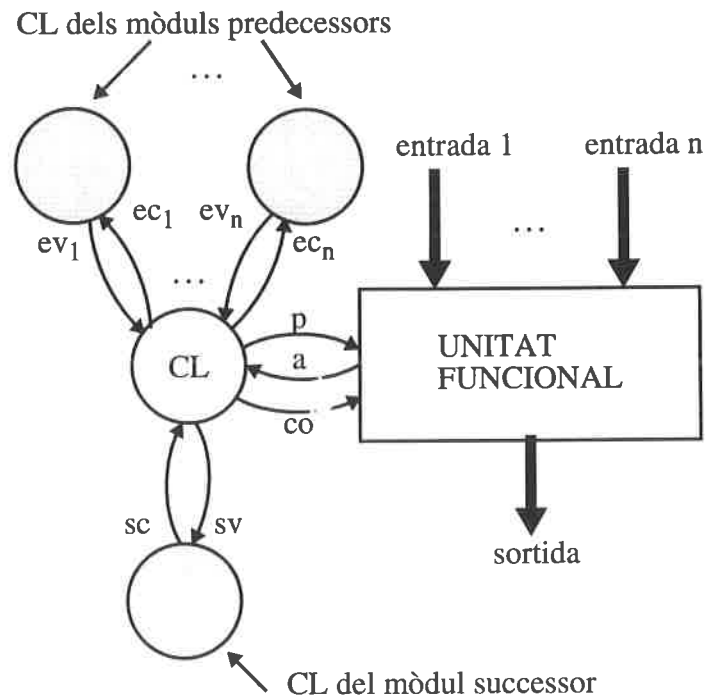 CL dels mòduls predecessors
...
entrada 1
entrada n
...
ev1
ec1
evn
ecn
...
p
a
co
CL
UNITAT
FUNCIONAL
sc
sv
sortida
CL del mòdul successor